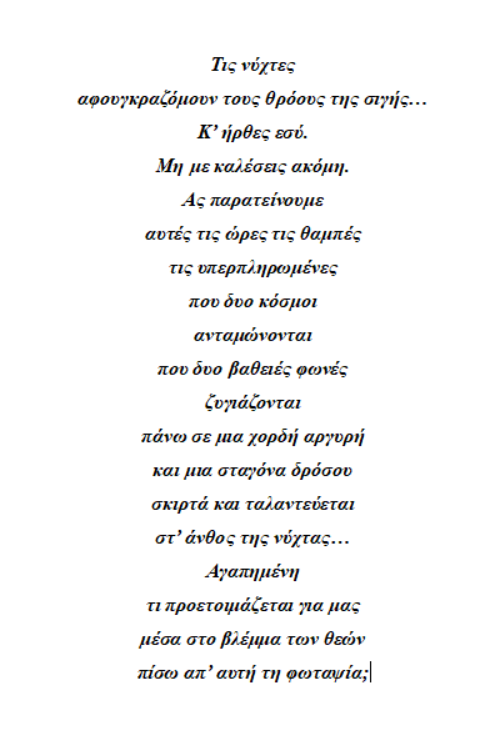 Τις νύχτες
αφουγκραζόμουν τους θρόους της σιγής…
Κ’ ήρθες εσύ.
Μη με καλέσεις ακόμη.
Ας παρατείνουμε
αυτές τις ώρες τις θαμπές
τις υπερπληρωμένες
που δυο κόσμοι
ανταμώνονται
που δυο βαθειές φωνές
ζυγιάζονται
πάνω σε μια χορδή αργυρή
και μια σταγόνα δρόσου
σκιρτά και ταλαντεύεται
στ’ άνθος της νύχτας…
Αγαπημένη
τι προετοιμάζεται για μας
μέσα στο βλέμμα των θεών
πίσω απ’ αυτή τη φωταψία;